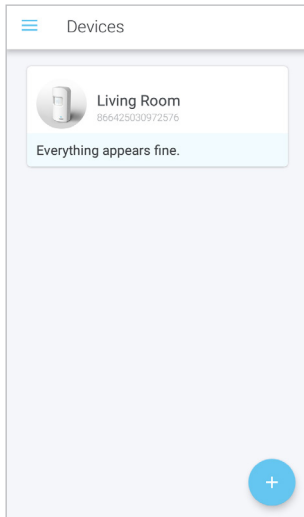 Devices
Living Room
866425030972576
Everything appears fine.
+